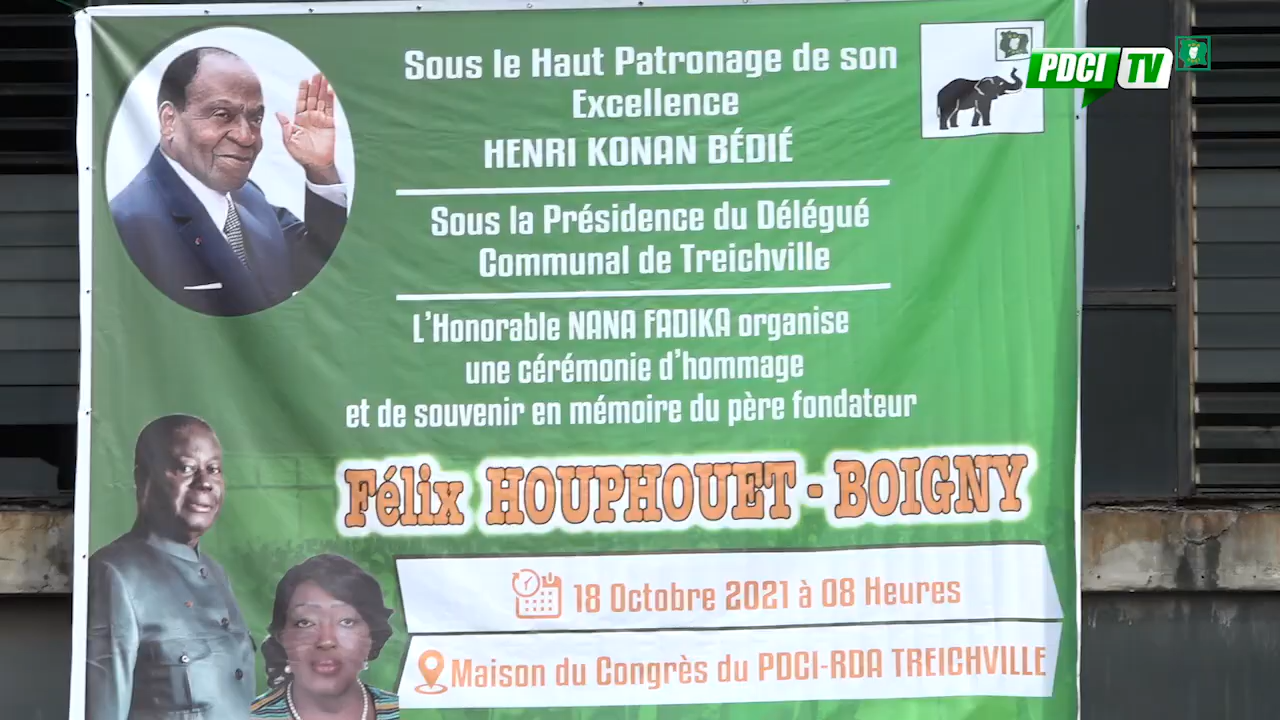 Sous le Haut Patronage de son
Excellence
HENRI KONAN BÉDIÉ
PDCI TV
Sous la Présidence du Délégué
Communal de Treichville
L'Honorable NANA FADIKA organise
une cérémonie d'hommage
et de souvenir en mémoire du père fondateur
Félix HOUPHOUET-BOIGNY
18 Octobre 2021 à 08 Heures
Maison du Congrès du PDCI-RDA TREICHVILLE